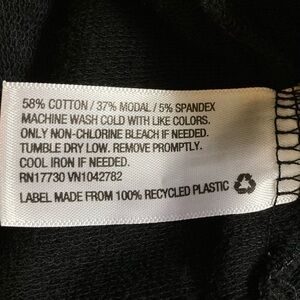 58% COTTON / 37% MODAL / 5% SPANDEX
MACHINE WASH COLD WITH LIKE COLORS.
ONLY NON-CHLORINE BLEACH IF NEEDED.
TUMBLE DRY LOW. REMOVE PROMPTLY.
COOL IRON IF NEEDED.
RN17730 VN1042782
LABEL MADE FROM 100% RECYCLED PLASTIC